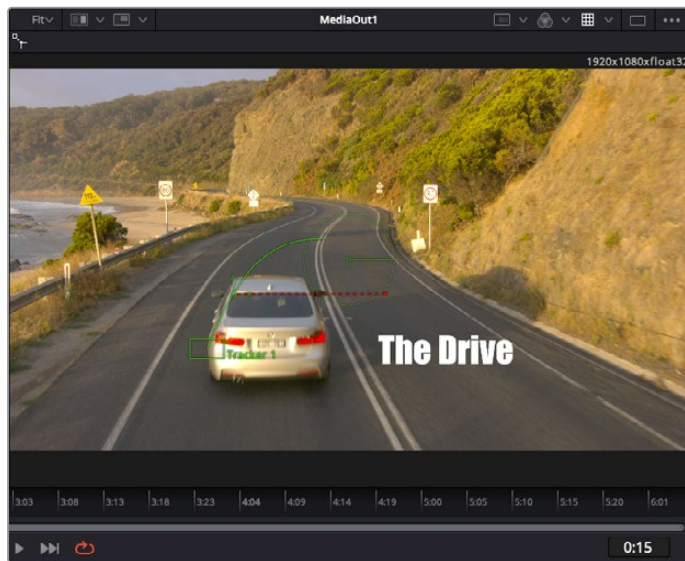 Fit MediaOut1
1920x1080xfloat32
Tracker 1
The Drive
3:03 3:08 3:13 3:18 3:23 4:04 4:09 4:14 4:19 5:00 5:05 5:10 5:15 5:20 6:01
0:15